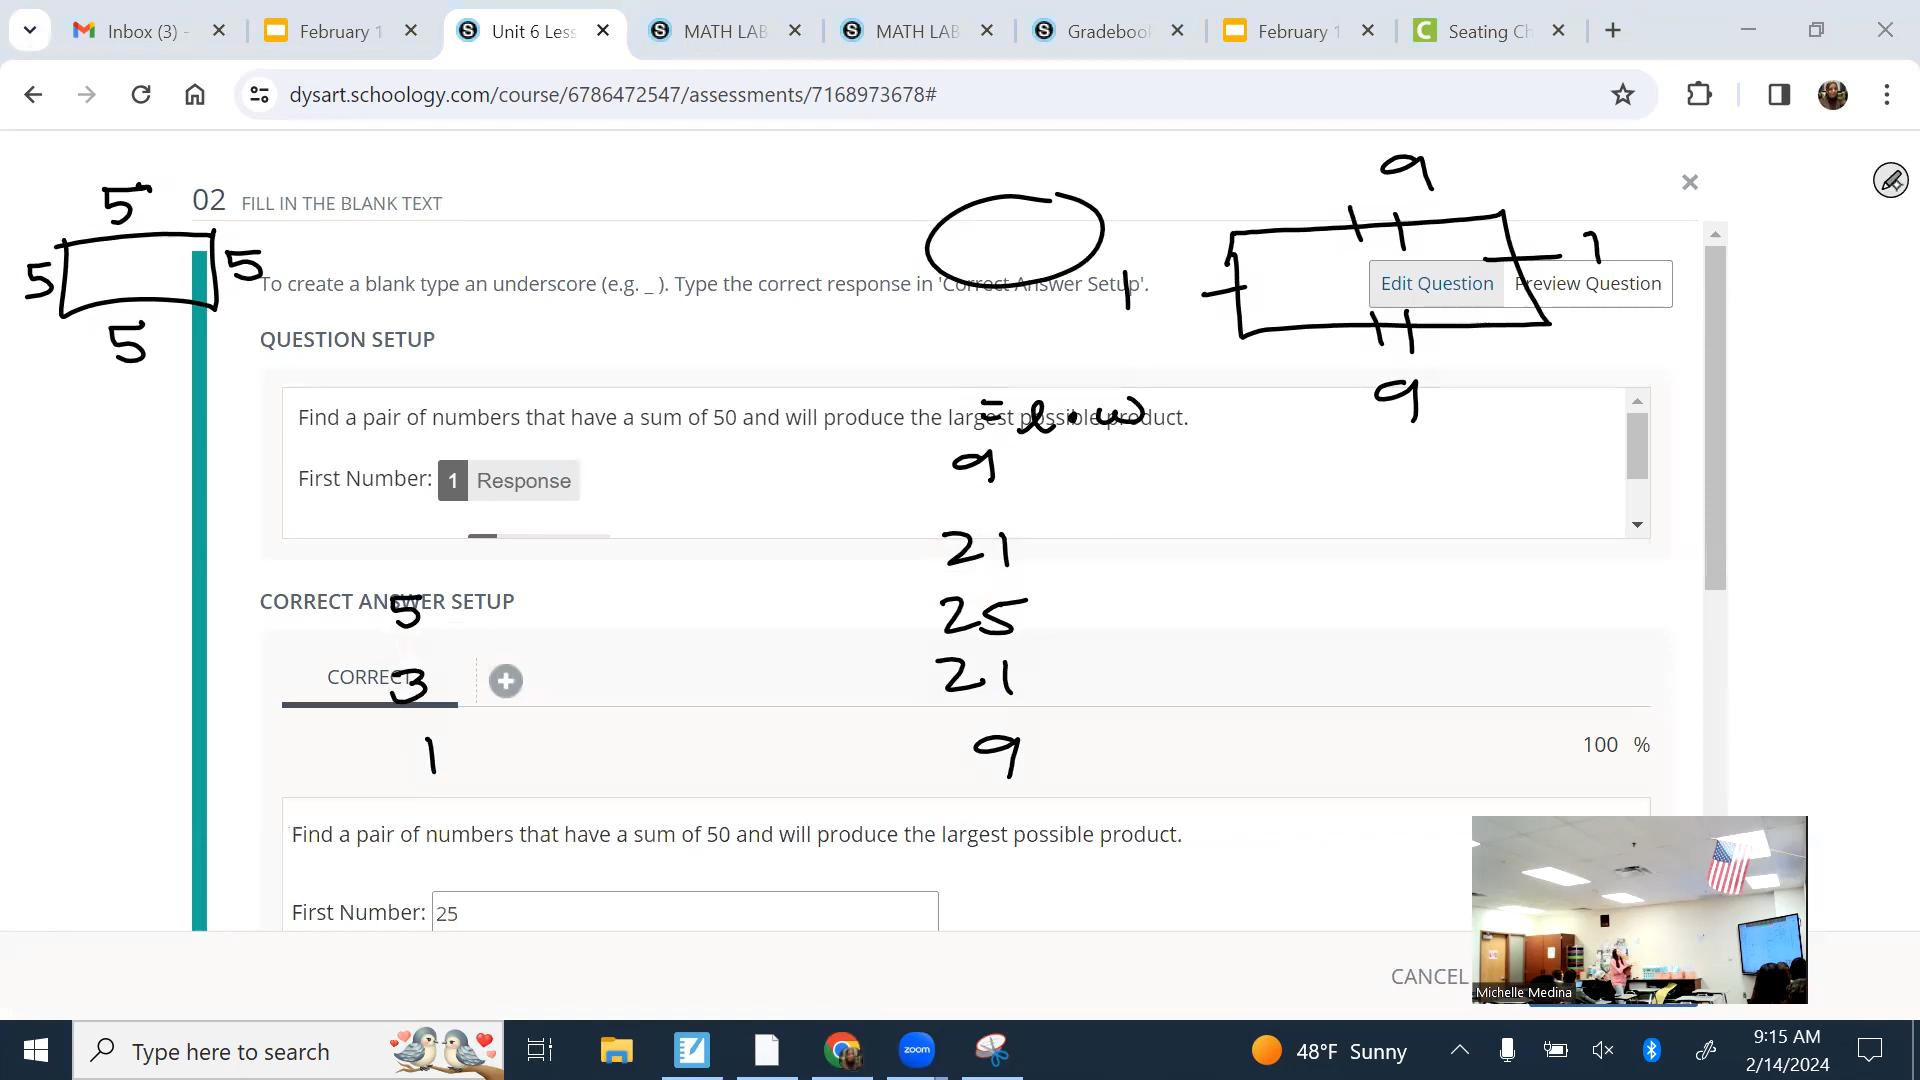 Inbox (3) -
February 1
Unit 6 Less
MATH LAB
MATH LAB
Gradeboo
February 1
Seating Ch
dysart.schoology.com/course/6786472547/assessments/7168973678#
9
5
02 FILL IN THE BLANK TEXT
5 5
1
To create a blank type an underscore (e.g. _ ). Type the correct response in 'Correct Answer Setup'.
1
Edit Question Preview Question
5
QUESTION SETUP
9
Find a pair of numbers that have a sum of 50 and will produce the largest possible product.
= l · w
9
First Number: 1 Response
21
CORRECT ANSWER SETUP
5 25
CORRECT
3 21
1 9
100 %
Find a pair of numbers that have a sum of 50 and will produce the largest possible product.
First Number: 25
CANCEL
Michelle Medina
Type here to search
zoom
48°F Sunny
9:15 AM
2/14/2024